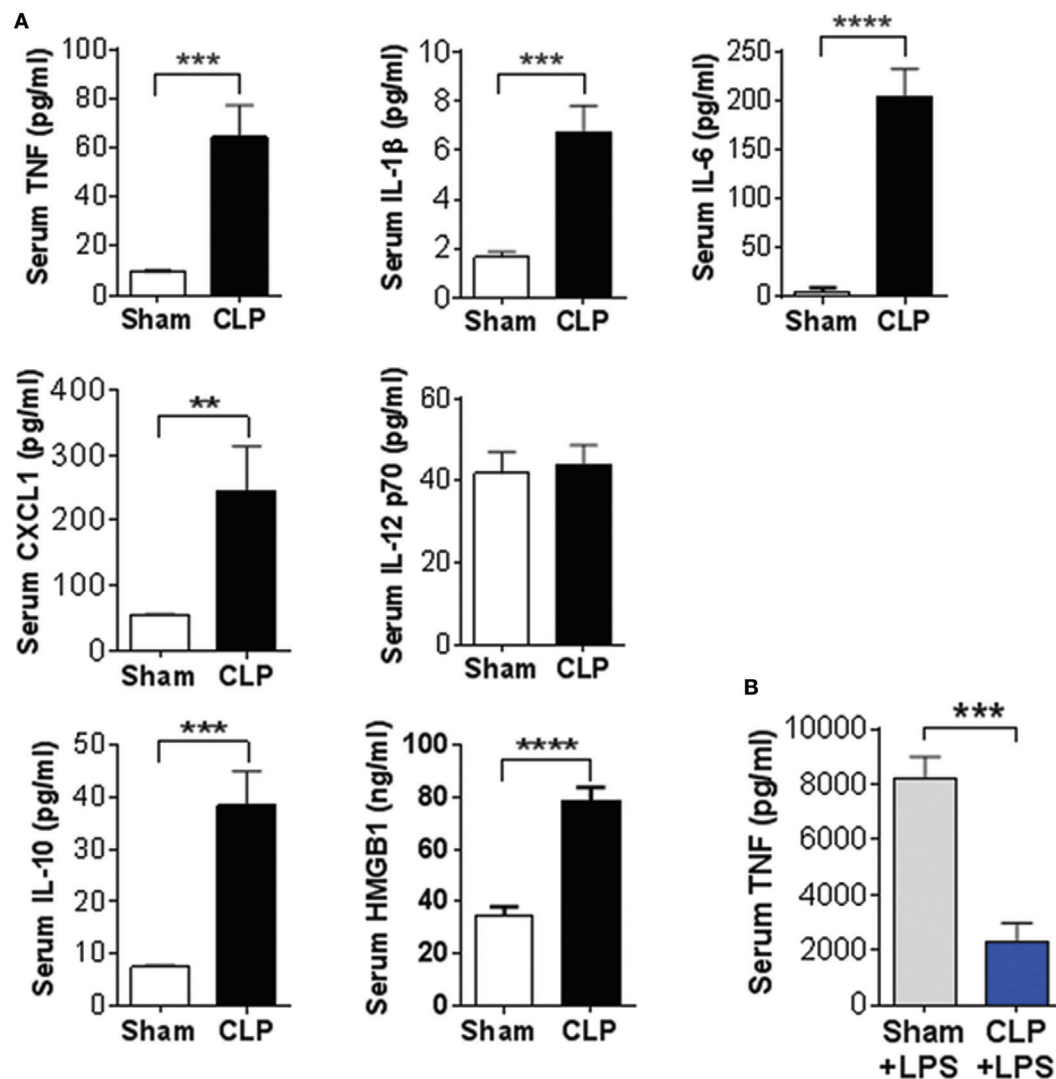 A
Serum TNF (pg/ml)
100
80
60
40
20
0
***
Sham CLP
Serum IL-1β (pg/ml)
10
8
6
4
2
0
***
Sham CLP
Serum IL-6 (pg/ml)
250
200
150
100
50
0
****
Sham CLP
Serum CXCL1 (pg/ml)
400
300
200
100
0
**
Sham CLP
Serum IL-12 p70 (pg/ml)
60
40
20
0
Sham CLP
Serum IL-10 (pg/ml)
50
40
30
20
10
0
***
Sham CLP
Serum HMGB1 (ng/ml)
100
80
60
40
20
0
****
Sham CLP
B
Serum TNF (pg/ml)
10000
8000
6000
4000
2000
0
***
Sham CLP
+LPS +LPS